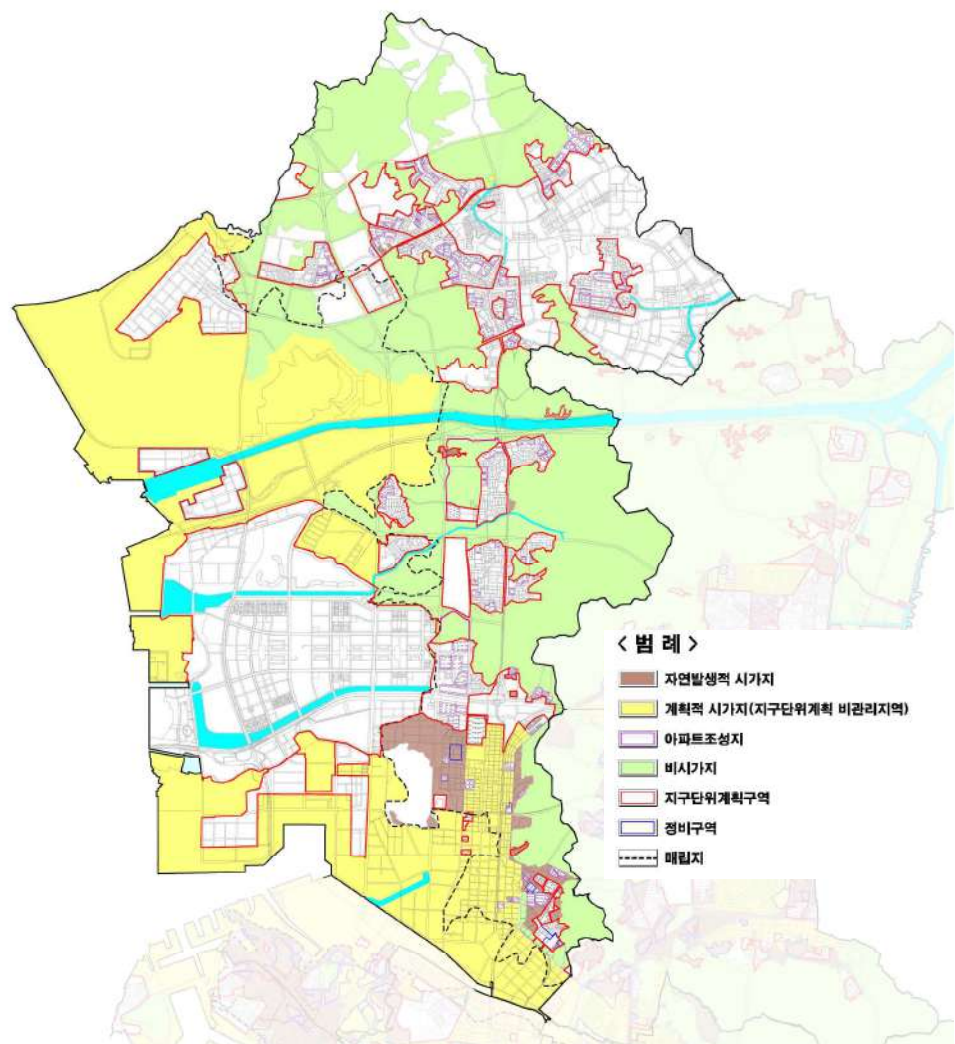 < 범 례 >
자연발생적 시가지
계획적 시가지(지구단위계획 비관리지역)
아파트조성지
비시가지
지구단위계획구역
정비구역
매립지